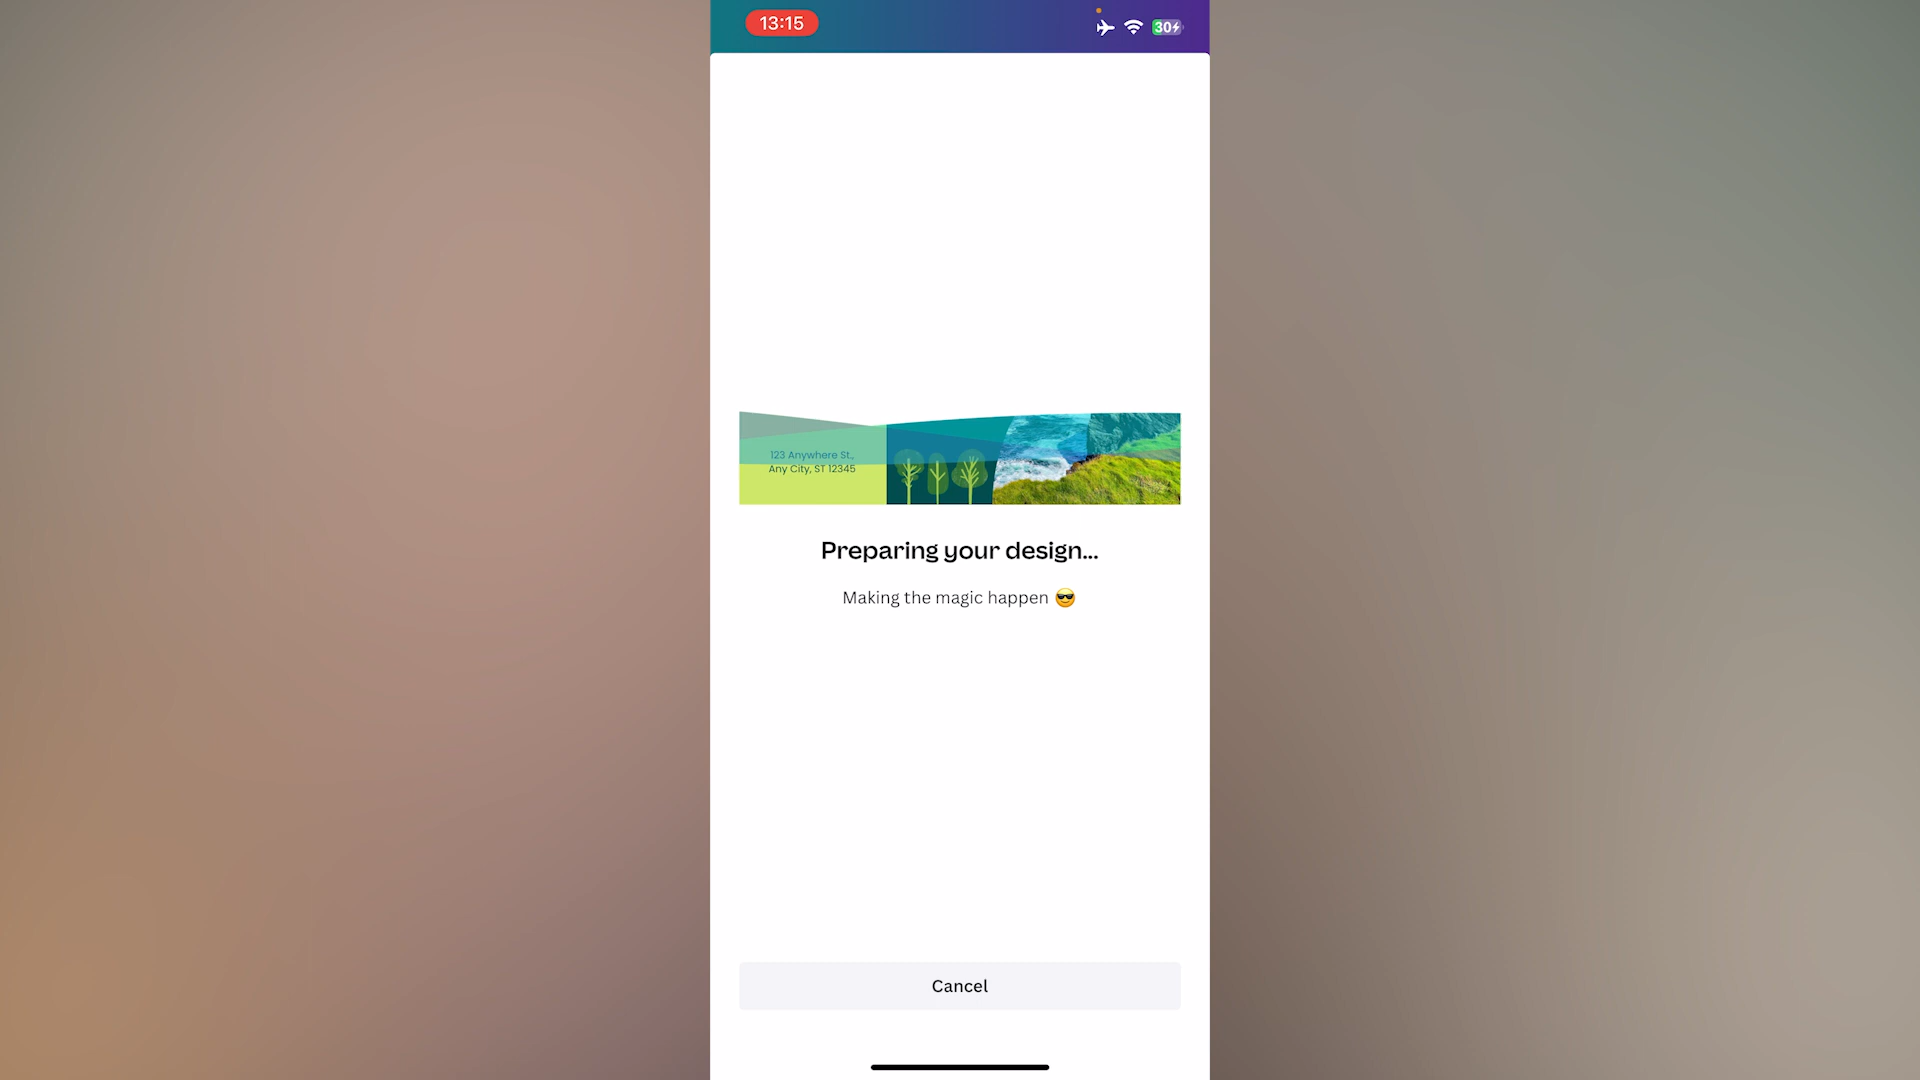 13:15
30
123 Anywhere St.,
Any City, ST 12345
Preparing your design...
Making the magic happen 😎
Cancel